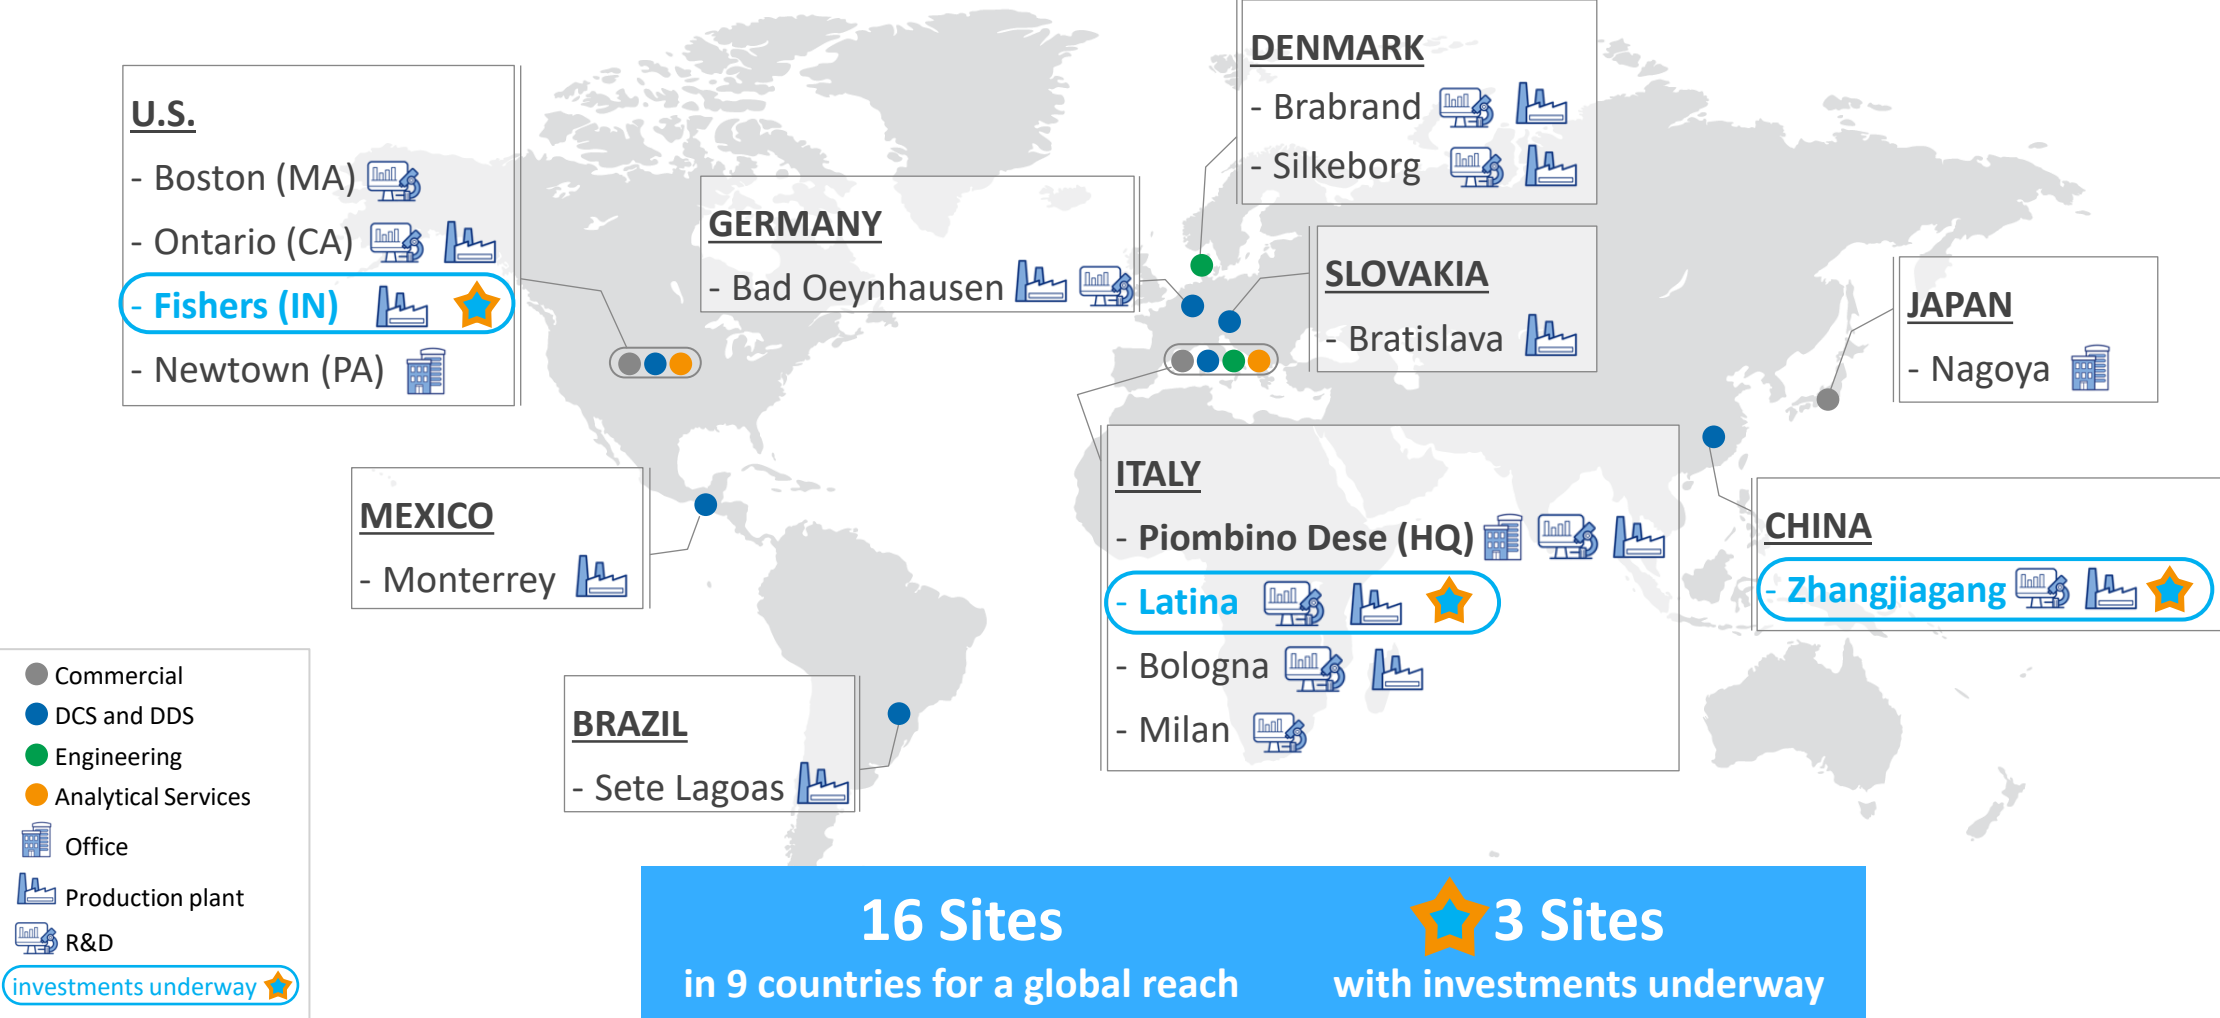 U.S.
- Boston (MA)
- Ontario (CA)
- Fishers (IN)
- Newtown (PA)
GERMANY
- Bad Oeynhausen
DENMARK
- Brabrand
- Silkeborg
SLOVAKIA
- Bratislava
JAPAN
- Nagoya
MEXICO
- Monterrey
ITALY
- Piombino Dese (HQ)
- Latina
- Bologna
- Milan
CHINA
- Zhangjiagang
BRAZIL
- Sete Lagoas
Commercial
DCS and DDS
Engineering
Analytical Services
Office
Production plant
R&D
investments underway
16 Sites
in 9 countries for a global reach
3 Sites
with investments underway